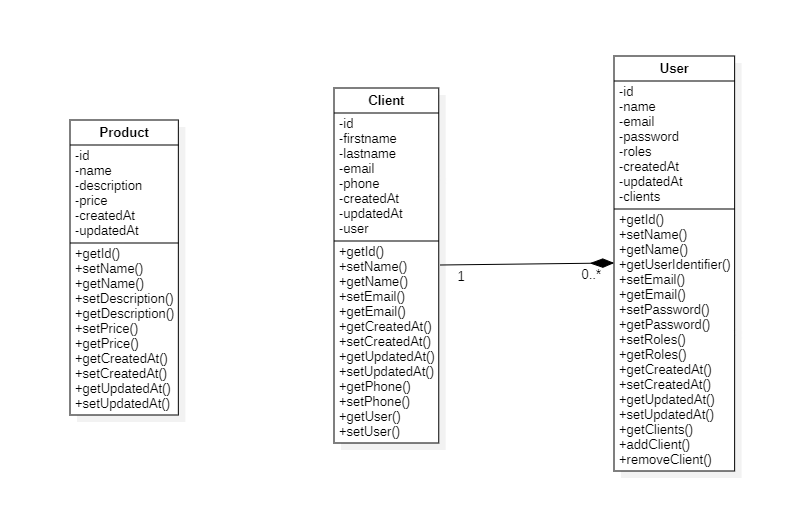 Product
-id
-name
-description
-price
-createdAt
-updatedAt
+getId()
+setName()
+getName()
+setDescription()
+getDescription()
+setPrice()
+getPrice()
+getCreatedAt()
+setCreatedAt()
+getUpdatedAt()
+setUpdatedAt()
Client
-id
-firstname
-lastname
-email
-phone
-createdAt
-updatedAt
-user
+getId()
+setName()
+getName()
+setEmail()
+getEmail()
+getCreatedAt()
+setCreatedAt()
+getUpdatedAt()
+setUpdatedAt()
+getPhone()
+setPhone()
+getUser()
+setUser()
1
0..*
User
-id
-name
-email
-password
-roles
-createdAt
-updatedAt
-clients
+getId()
+setName()
+getName()
+getUserIdentifier()
+setEmail()
+getEmail()
+setPassword()
+getPassword()
+setRoles()
+getRoles()
+getCreatedAt()
+setCreatedAt()
+getUpdatedAt()
+setUpdatedAt()
+getClients()
+addClient()
+removeClient()